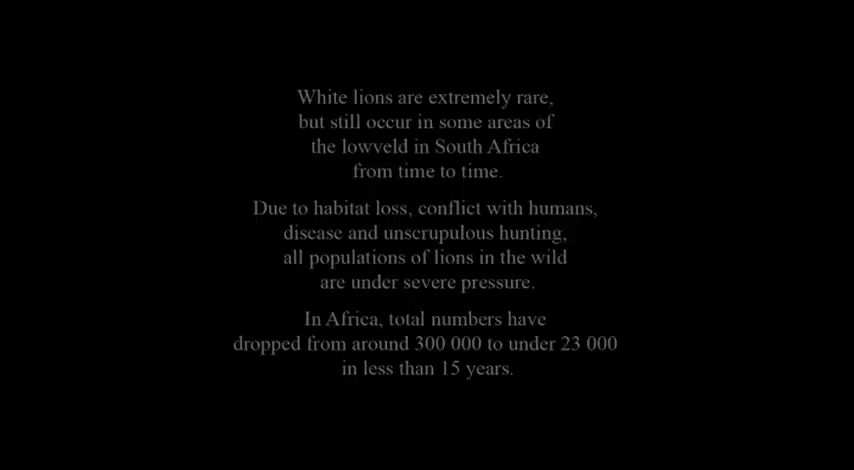 White lions are extremely rare,
but still occur in some areas of
the lowveld in South Africa
from time to time.
Due to habitat loss, conflict with humans,
disease and unscrupulous hunting,
all populations of lions in the wild
are under severe pressure.
In Africa, total numbers have
dropped from around 300 000 to under 23 000
in less than 15 years.